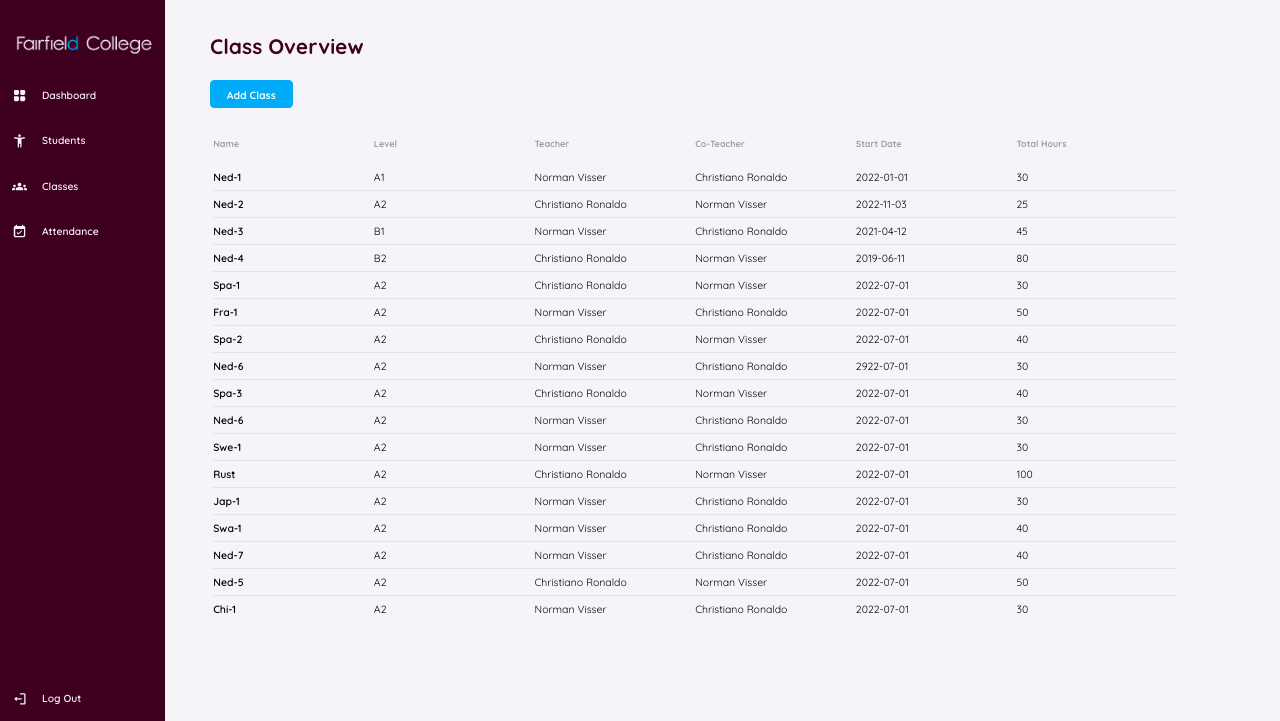 Fairfield College
Dashboard
Students
Classes
Attendance
Log Out
Class Overview
Add Class
Name Level Teacher Co-Teacher Start Date Total Hours
Ned-1 A1 Norman Visser Christiano Ronaldo 2022-01-01 30
Ned-2 A2 Christiano Ronaldo Norman Visser 2022-11-03 25
Ned-3 B1 Norman Visser Christiano Ronaldo 2021-04-12 45
Ned-4 B2 Christiano Ronaldo Norman Visser 2019-06-11 80
Spa-1 A2 Christiano Ronaldo Norman Visser 2022-07-01 30
Fra-1 A2 Norman Visser Christiano Ronaldo 2022-07-01 50
Spa-2 A2 Christiano Ronaldo Norman Visser 2022-07-01 40
Ned-6 A2 Norman Visser Christiano Ronaldo 2922-07-01 30
Spa-3 A2 Christiano Ronaldo Norman Visser 2022-07-01 40
Ned-6 A2 Norman Visser Christiano Ronaldo 2022-07-01 30
Swe-1 A2 Norman Visser Christiano Ronaldo 2022-07-01 30
Rust A2 Christiano Ronaldo Norman Visser 2022-07-01 100
Jap-1 A2 Norman Visser Christiano Ronaldo 2022-07-01 30
Swa-1 A2 Norman Visser Christiano Ronaldo 2022-07-01 40
Ned-7 A2 Norman Visser Christiano Ronaldo 2022-07-01 40
Ned-5 A2 Christiano Ronaldo Norman Visser 2022-07-01 50
Chi-1 A2 Norman Visser Christiano Ronaldo 2022-07-01 30